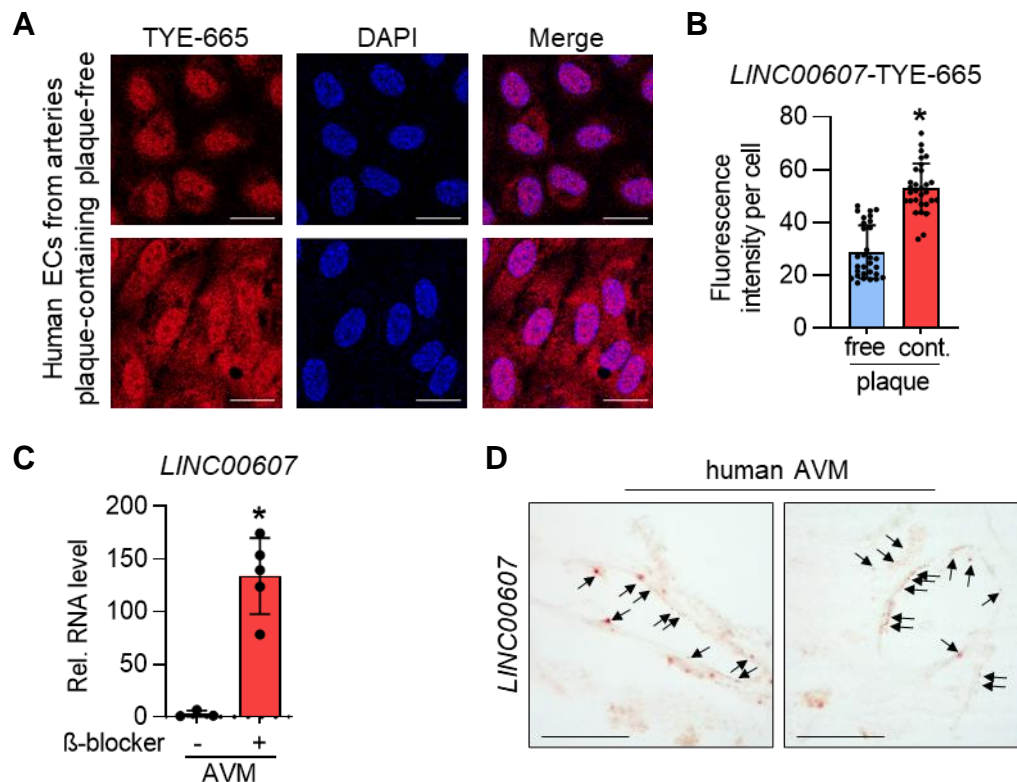 A
TYE-665 DAPI Merge
Human ECs from arteries
plaque-containing plaque-free
B
LINC00607-TYE-665
Fluorescence
intensity per cell
80
60
40
20
0
*
free cont.
plaque
C
LINC00607
Rel. RNA level
200
150
100
50
0
*
ß-blocker - +
AVM
D
human AVM
LINC00607